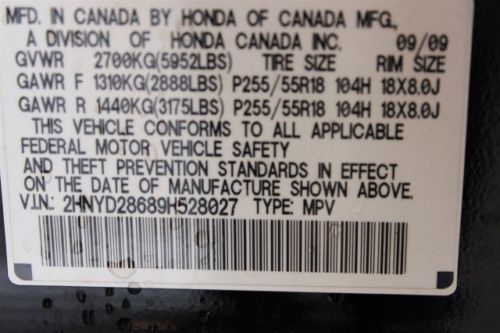 MFD. IN CANADA BY HONDA OF CANADA MFG.,
A DIVISION OF HONDA CANADA INC. 09/09
GVWR 2700KG(5952LBS) TIRE SIZE RIM SIZE
GAWR F 1310KG(2888LBS) P255/55R18 104H 18X8.0J
GAWR R 1440KG(3175LBS) P255/55R18 104H 18X8.0J
THIS VEHICLE CONFORMS TO ALL APPLICABLE
FEDERAL MOTOR VEHICLE SAFETY
AND THEFT PREVENTION STANDARDS IN EFFECT
ON THE DATE OF MANUFACTURE SHOWN ABOVE.
V.I.N.: 2HNYD28689H528027 TYPE: MPV